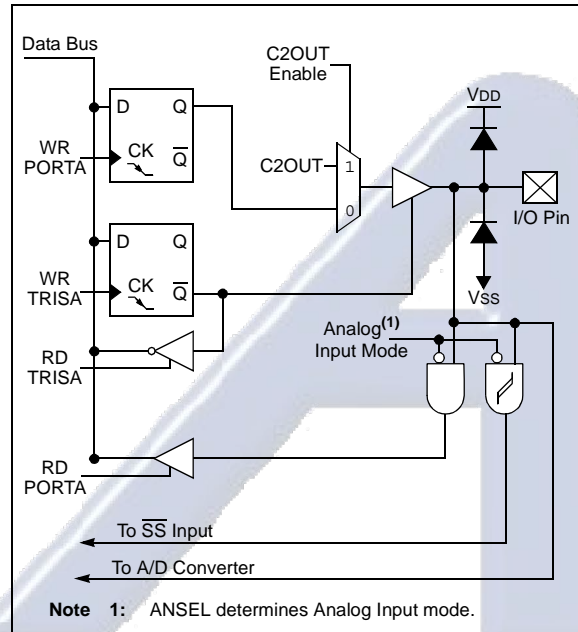 Data Bus
C2OUT
Enable
VDD
D Q
WR
PORTA
CK Q
C2OUT
1
0
I/O Pin
D Q
WR
TRISA
CK Q
VSS
Analog(1)
Input Mode
RD
TRISA
RD
PORTA
To SS Input
To A/D Converter
Note 1: ANSEL determines Analog Input mode.